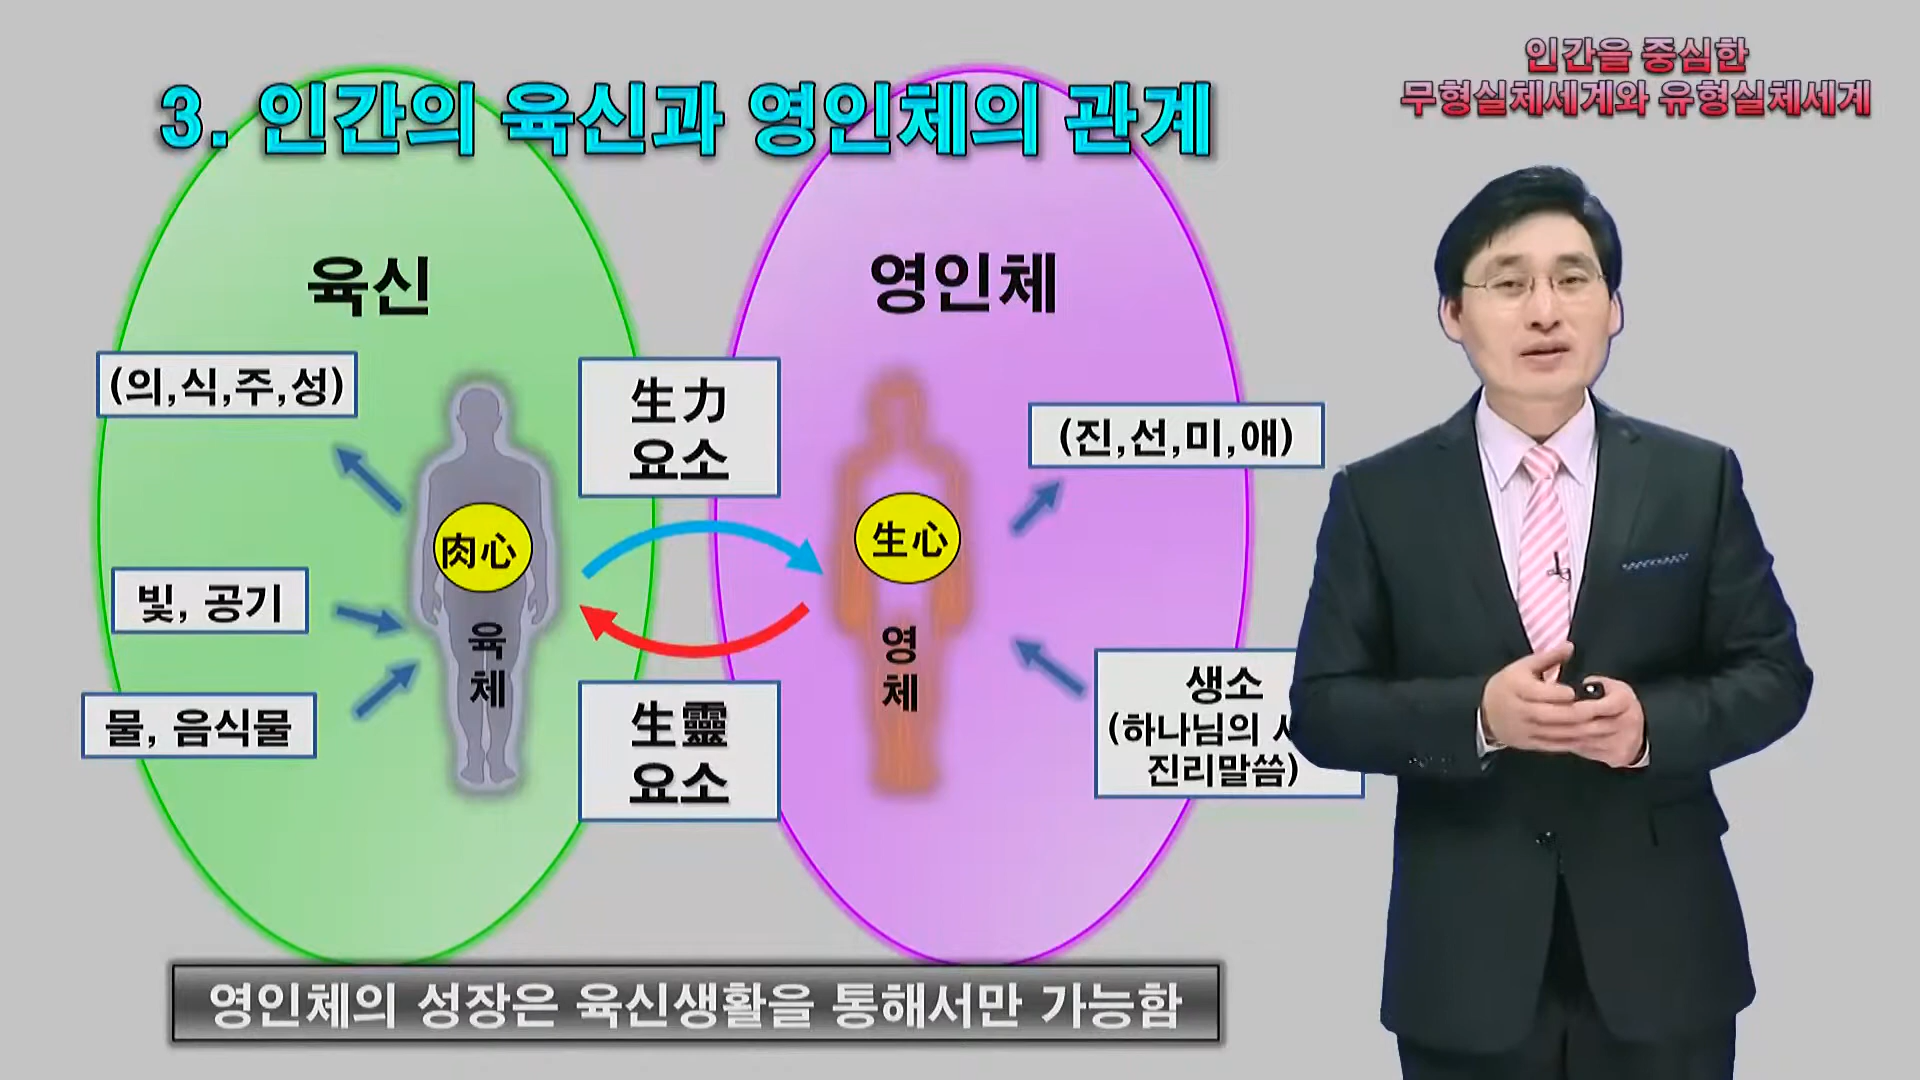 인간을 중심한
무형실체세계와 유형실체세계
3. 인간의 육신과 영인체의 관계
육신
영인체
(의,식,주,성)
生力
요소
(진,선,미,애)
肉心
生心
빛, 공기
육
체
영
체
물, 음식물
生靈
요소
생소
(하나님의
진리말씀)
영인체의 성장은 육신생활을 통해서만 가능함